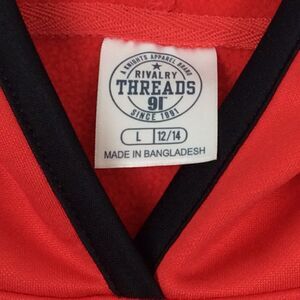 A KNIGHTS APPAREL BRAND
RIVALRY
THREADS
91
SINCE 1991
L 12/14
MADE IN BANGLADESH